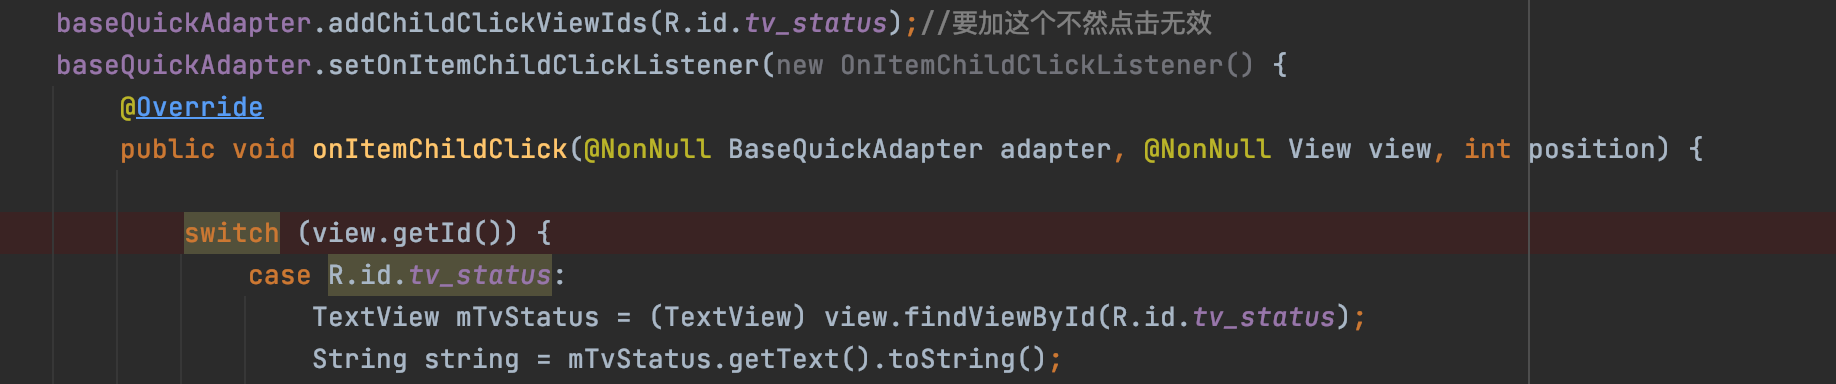 baseQuickAdapter.addChildClickViewIds(R.id.tv_status);//要加这个不然点击无效
baseQuickAdapter.setOnItemChildClickListener(new OnItemChildClickListener() {
@Override
public void onItemChildClick(@NonNull BaseQuickAdapter adapter, @NonNull View view, int position) {
switch (view.getId()) {
case R.id.tv_status:
TextView mTvStatus = (TextView) view.findViewById(R.id.tv_status);
String string = mTvStatus.getText().toString();